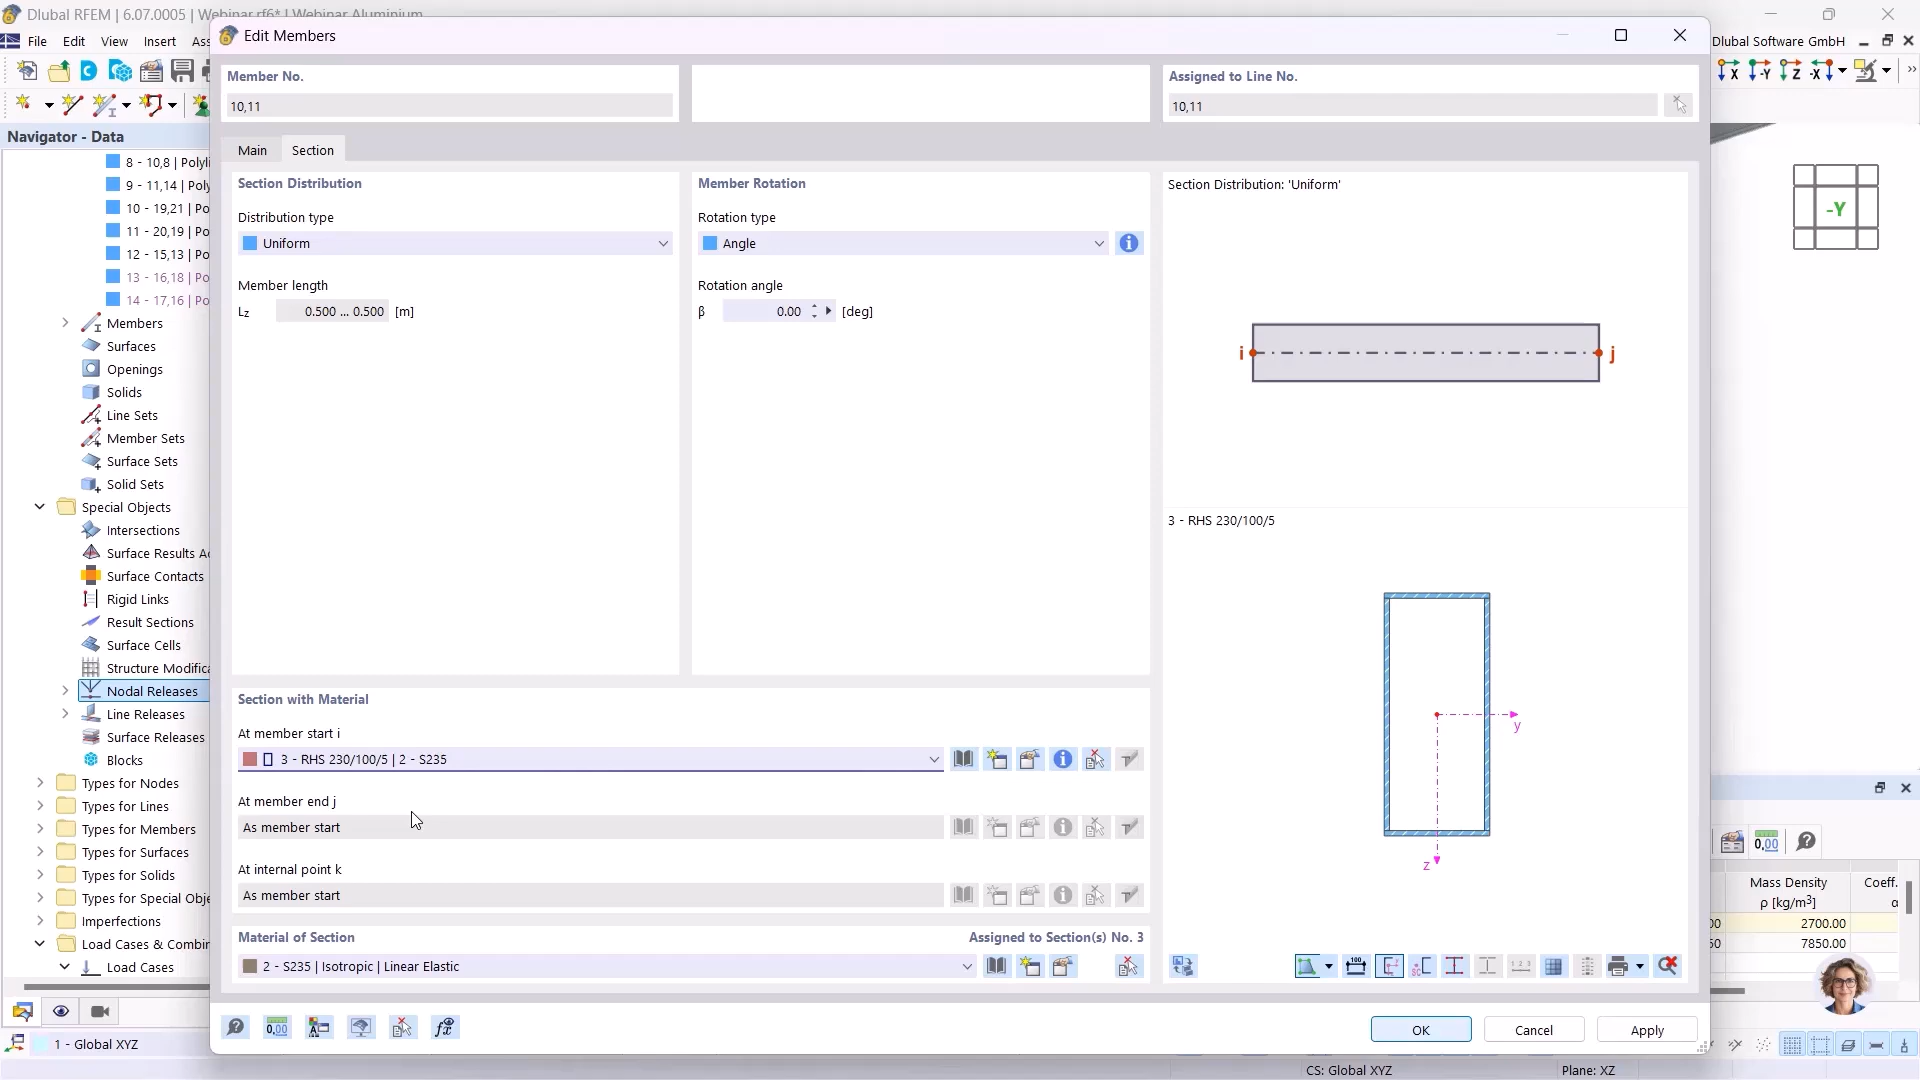 Dlubal RFEM | 6.07.0005 | Webinar.rf6* | Webinar Aluminium
Edit Members
File Edit View Insert Ass
Dlubal Software GmbH
Member No.
10,11
Assigned to Line No.
10,11
Navigator - Data
Main Section
8 - 10,8 | Polyli
9 - 11,14 | Poly
10 - 19,21 | Po
11 - 20,19 | Po
12 - 15,13 | Po
13 - 16,18 | Po
14 - 17,16 | Po
Members
Surfaces
Openings
Solids
Line Sets
Member Sets
Surface Sets
Solid Sets
Special Objects
Intersections
Surface Results A
Surface Contacts
Rigid Links
Result Sections
Surface Cells
Structure Modifica
Nodal Releases
Line Releases
Surface Releases
Blocks
Types for Nodes
Types for Lines
Types for Members
Types for Surfaces
Types for Solids
Types for Special Obje
Imperfections
Load Cases & Combin
Load Cases
1 - Global XYZ
Section Distribution
Distribution type
Uniform
Member length
Lz 0.500 ... 0.500 [m]
Member Rotation
Rotation type
Angle
Rotation angle
β 0.00 [deg]
Section Distribution: 'Uniform'
i j
3 - RHS 230/100/5
y
z
Section with Material
At member start i
3 - RHS 230/100/5 | 2 - S235
At member end j
As member start
At internal point k
As member start
Material of Section
Assigned to Section(s) No. 3
2 - S235 | Isotropic | Linear Elastic
OK Cancel Apply
-Y
Mass Density
ρ [kg/m³]
Coeff.
α
00 2700.00
50 7850.00
CS: Global XYZ
Plane: XZ